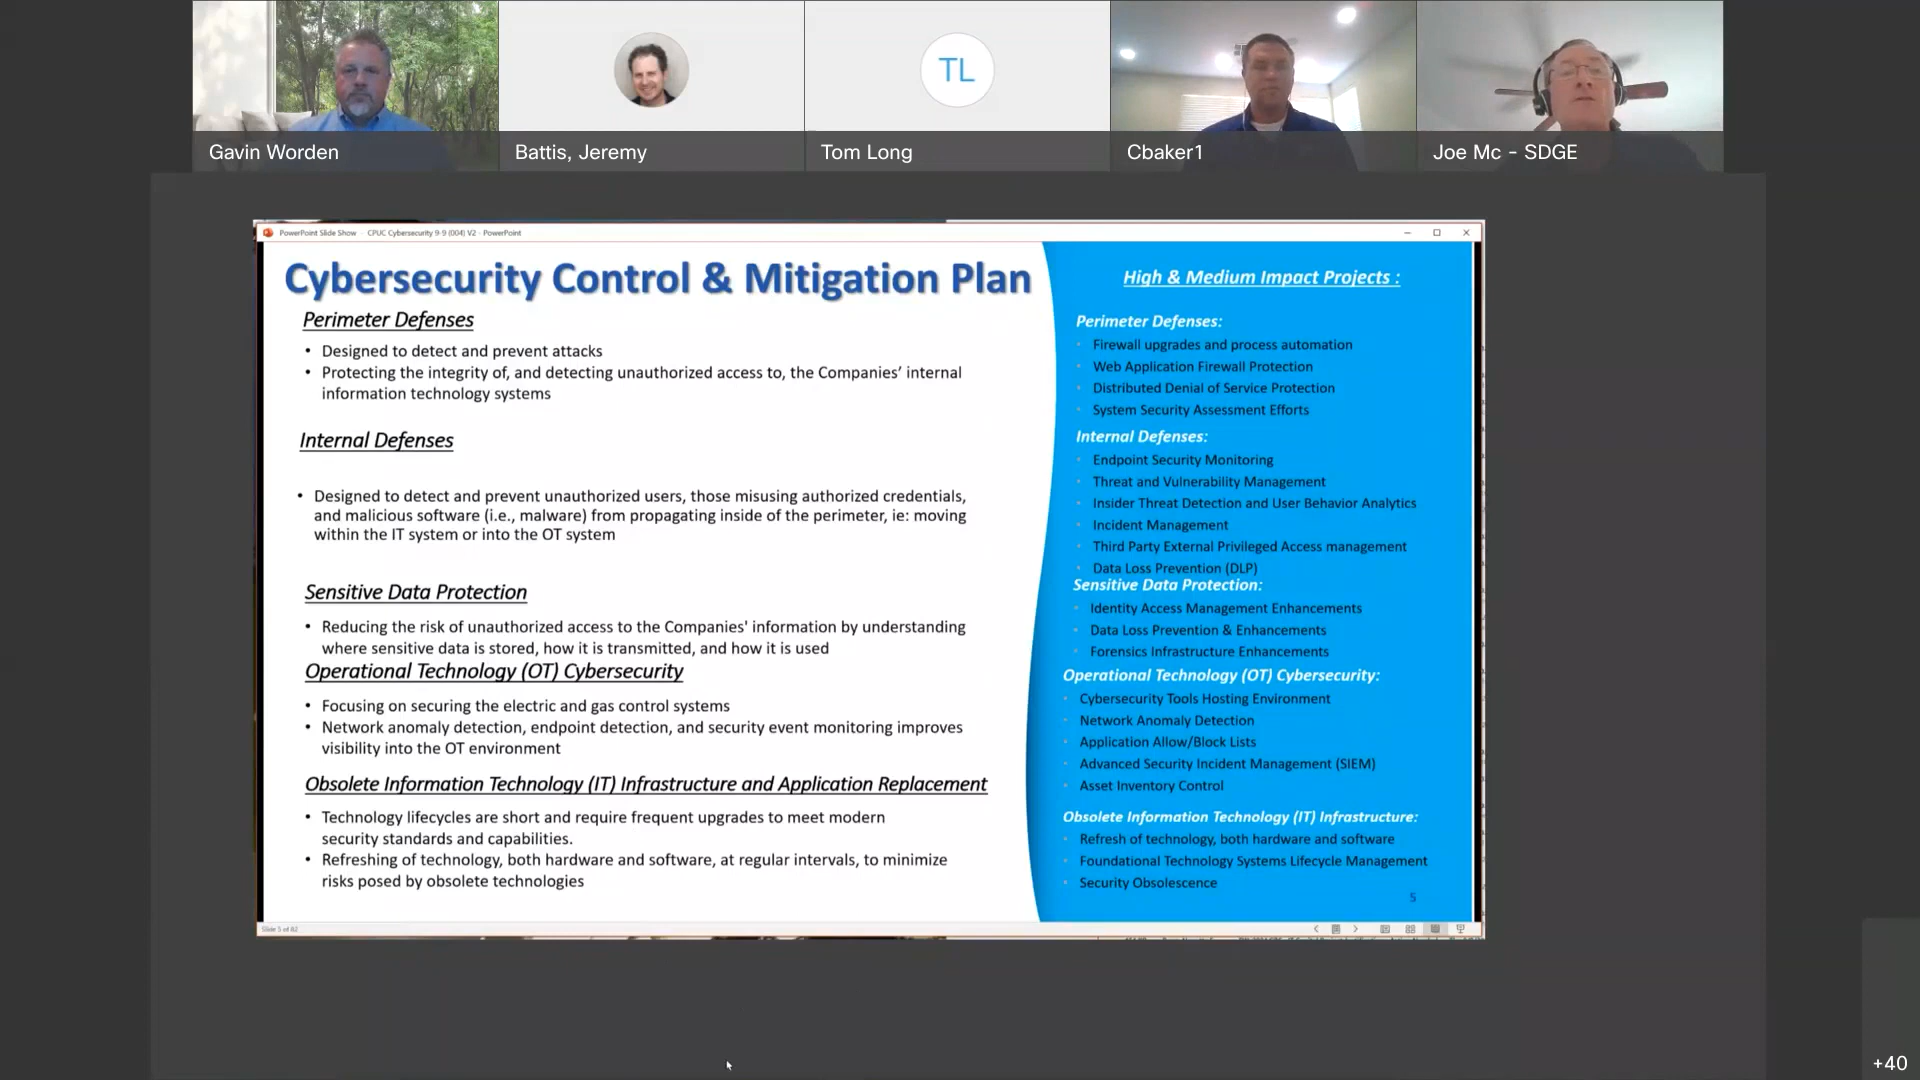 Gavin Worden
Battis, Jeremy
TL
Tom Long
Cbaker1
Joe Mc - SDGE
PowerPoint Slide Show - CPUC Cybersecurity 9-9 (004) V2 - PowerPoint
Cybersecurity Control & Mitigation Plan
Perimeter Defenses
• Designed to detect and prevent attacks
• Protecting the integrity of, and detecting unauthorized access to, the Companies’ internal
information technology systems
Internal Defenses
• Designed to detect and prevent unauthorized users, those misusing authorized credentials,
and malicious software (i.e., malware) from propagating inside of the perimeter, ie: moving
within the IT system or into the OT system
Sensitive Data Protection
• Reducing the risk of unauthorized access to the Companies' information by understanding
where sensitive data is stored, how it is transmitted, and how it is used
Operational Technology (OT) Cybersecurity
• Focusing on securing the electric and gas control systems
• Network anomaly detection, endpoint detection, and security event monitoring improves
visibility into the OT environment
Obsolete Information Technology (IT) Infrastructure and Application Replacement
• Technology lifecycles are short and require frequent upgrades to meet modern
security standards and capabilities.
• Refreshing of technology, both hardware and software, at regular intervals, to minimize
risks posed by obsolete technologies
High & Medium Impact Projects :
Perimeter Defenses:
• Firewall upgrades and process automation
• Web Application Firewall Protection
• Distributed Denial of Service Protection
• System Security Assessment Efforts
Internal Defenses:
• Endpoint Security Monitoring
• Threat and Vulnerability Management
• Insider Threat Detection and User Behavior Analytics
• Incident Management
• Third Party External Privileged Access management
• Data Loss Prevention (DLP)
Sensitive Data Protection:
• Identity Access Management Enhancements
• Data Loss Prevention & Enhancements
• Forensics Infrastructure Enhancements
Operational Technology (OT) Cybersecurity:
• Cybersecurity Tools Hosting Environment
• Network Anomaly Detection
• Application Allow/Block Lists
• Advanced Security Incident Management (SIEM)
• Asset Inventory Control
Obsolete Information Technology (IT) Infrastructure:
• Refresh of technology, both hardware and software
• Foundational Technology Systems Lifecycle Management
• Security Obsolescence
5
+40